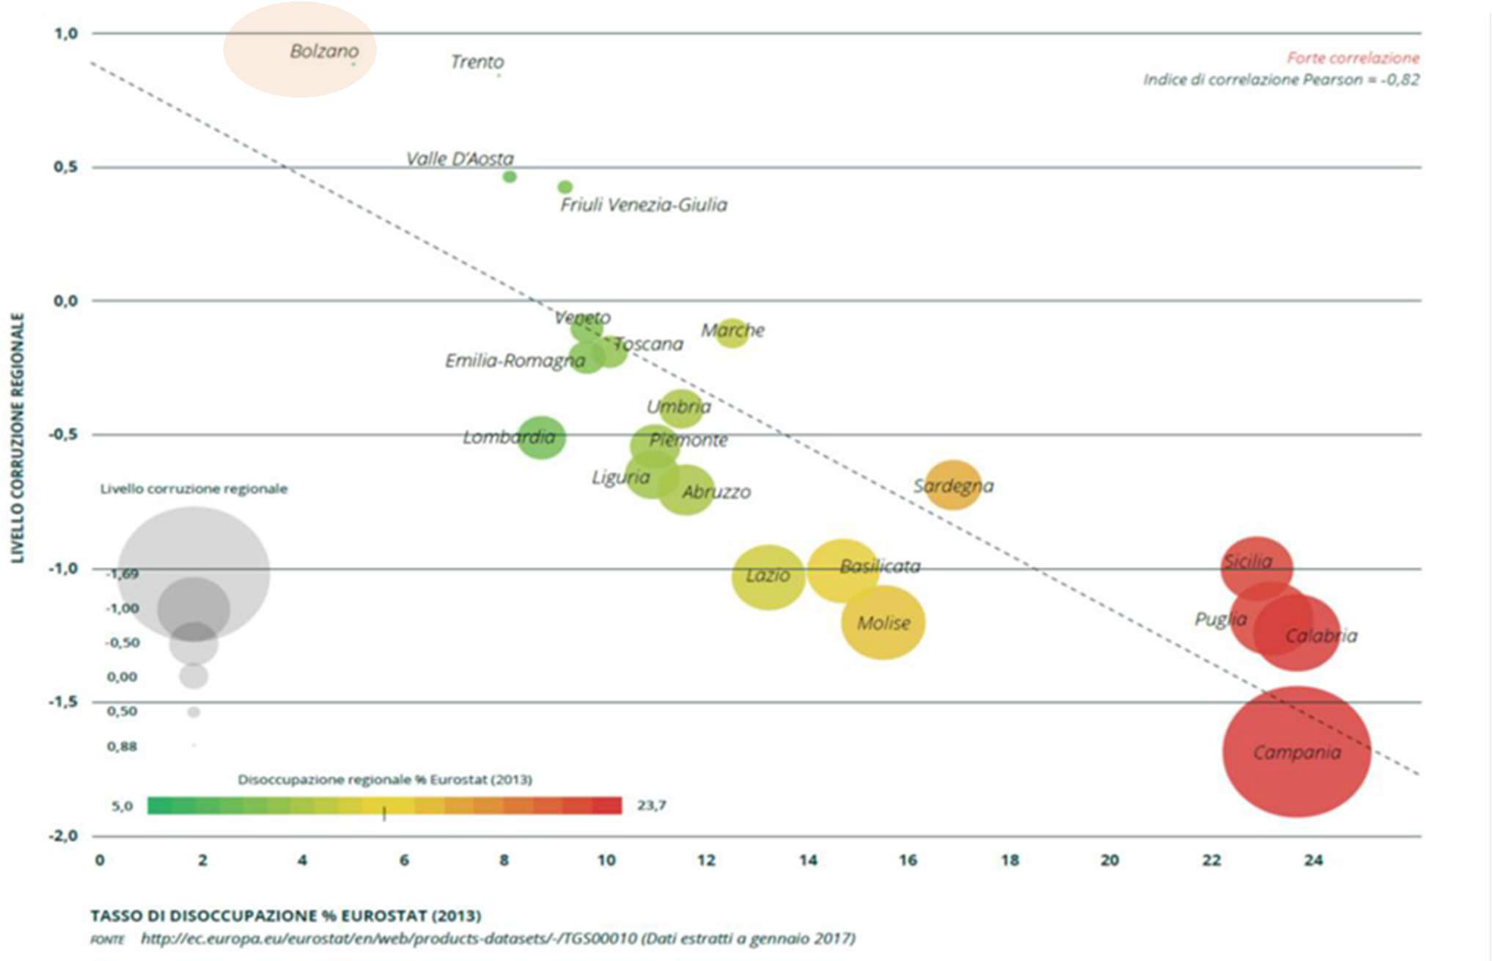 1,0
Bolzano
Trento
Forte correlazione
Indice di correlazione Pearson = -0,82
0,5
Valle D'Aosta
Friuli Venezia-Giulia
0,0
Veneto
Marche
Toscana
Emilia-Romagna
Umbria
-0,5
Lombardia
Piemonte
Liguria
Abruzzo
Sardegna
LIVELLO CORRUZIONE REGIONALE
Livello corruzione regionale
-1,0
-1,69
-1,00
-0,50
0,00
0,50
0,88
Lazio
Basilicata
Molise
Sicilia
Puglia
Calabria
-1,5
Campania
Disoccupazione regionale % Eurostat (2013)
5,0
23,7
-2,0
0 2 4 6 8 10 12 14 16 18 20 22 24
TASSO DI DISOCCUPAZIONE % EUROSTAT (2013)
FONTE http://ec.europa.eu/eurostat/en/web/products-datasets/-/TGS00010 (Dati estratti a gennaio 2017)